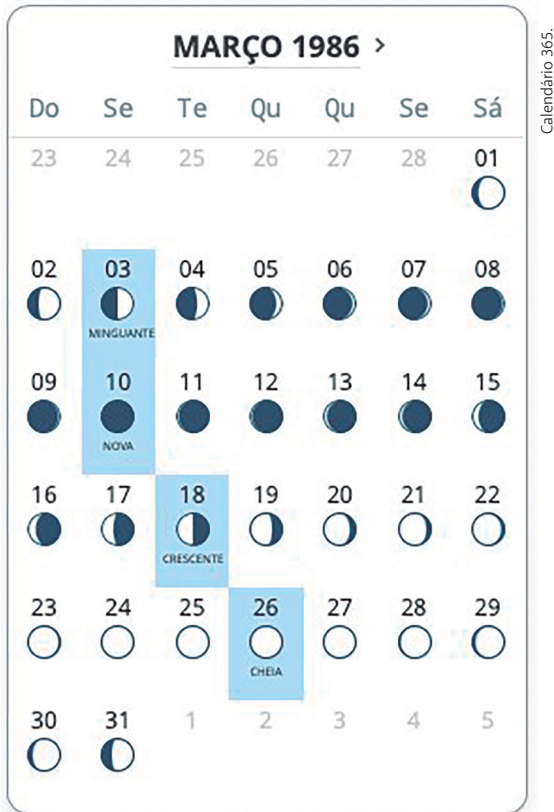 MARÇO 1986 >
Do Se Te Qu Qu Se Sá
23 24 25 26 27 28 01
02 03 04 05 06 07 08
MINGUANTE
09 10 11 12 13 14 15
NOVA
16 17 18 19 20 21 22
CRESCENTE
23 24 25 26 27 28 29
CHEIA
30 31 1 2 3 4 5
Calendário 365.